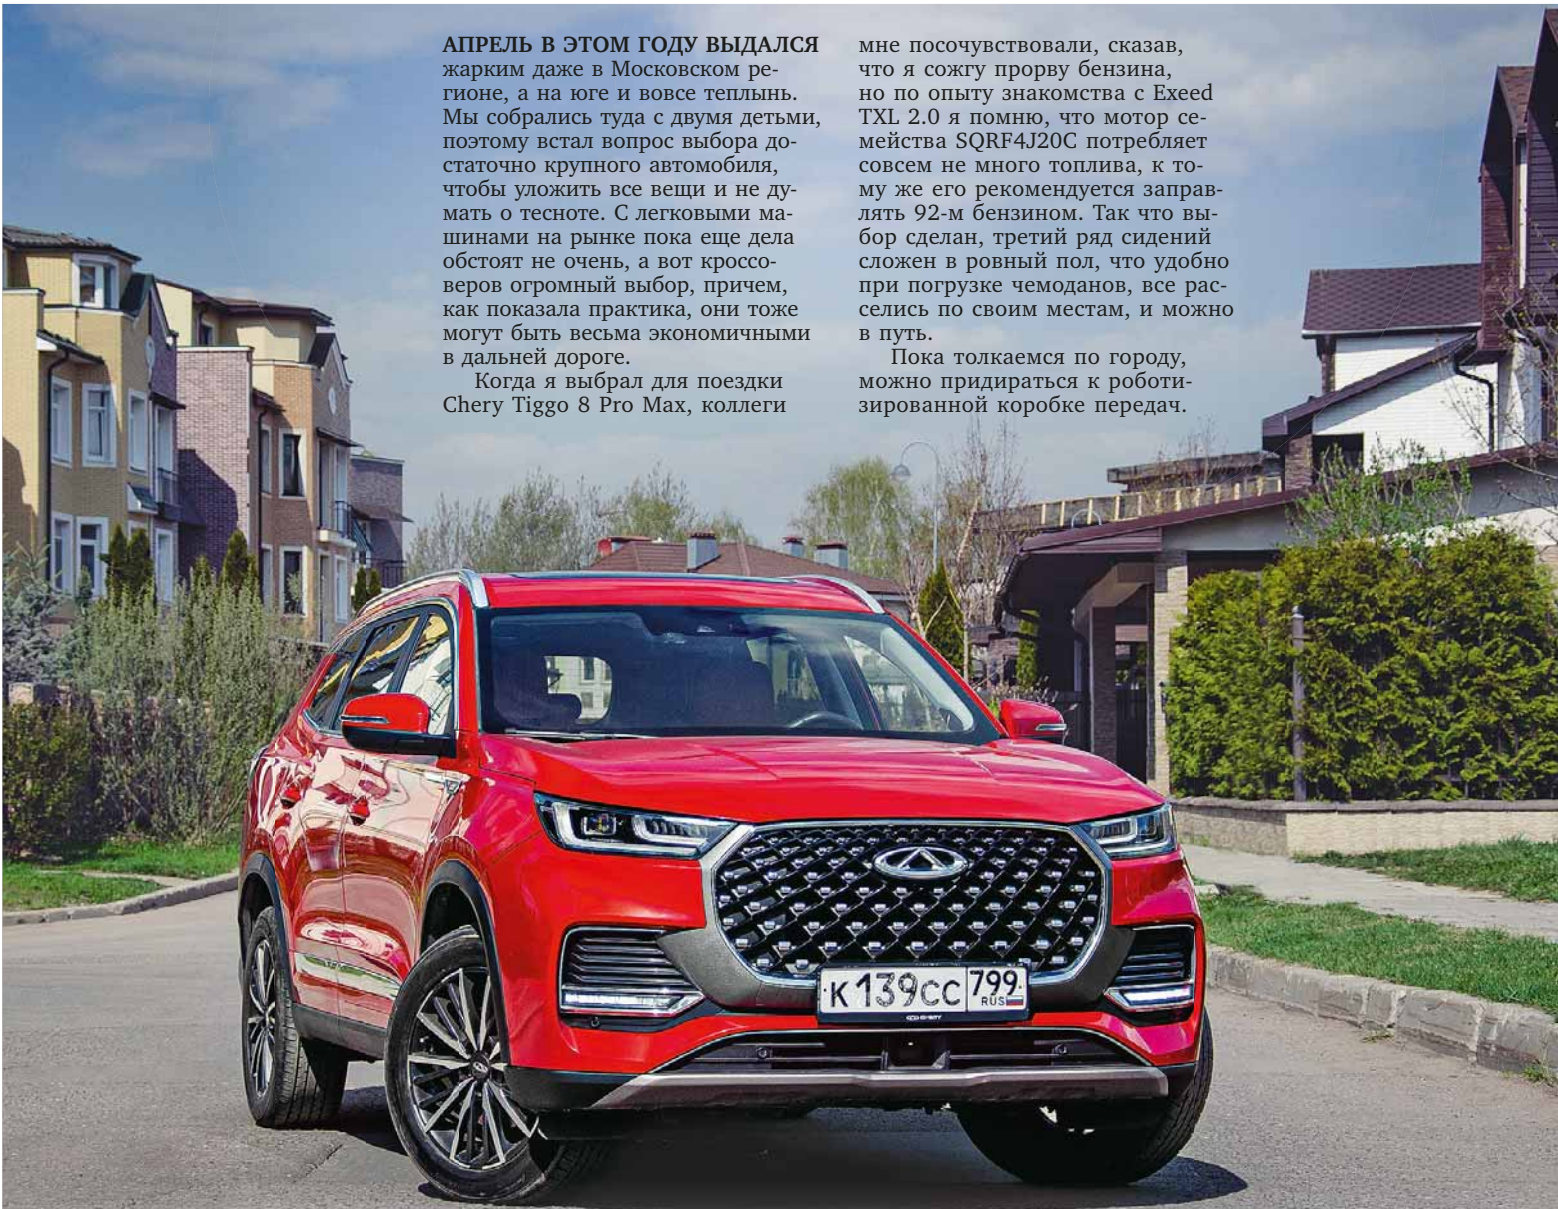 АПРЕЛЬ В ЭТОМ ГОДУ ВЫДАЛСЯ
жарким даже в Московском ре-
гионе, а на юге и вовсе теплынь.
Мы собрались туда с двумя детьми,
поэтому встал вопрос выбора до-
статочно крупного автомобиля,
чтобы уложить все вещи и не ду-
мать о тесноте. С легковыми ма-
шинами на рынке пока еще дела
обстоят не очень, а вот кроссо-
веров огромный выбор, причем,
как показала практика, они тоже
могут быть весьма экономичными
в дальней дороге.
Когда я выбрал для поездки
Chery Tiggo 8 Pro Max, коллеги
мне посочувствовали, сказав,
что я сожгу прорву бензина,
но по опыту знакомства с Exeed
TXL 2.0 я помню, что мотор се-
мейства SQRF4J20C потребляет
совсем не много топлива, к то-
му же его рекомендуется заправ-
лять 92-м бензином. Так что вы-
бор сделан, третий ряд сидений
сложен в ровный пол, что удобно
при погрузке чемоданов, все рас-
селись по своим местам, и можно
в путь.
Пока толкаемся по городу,
можно придираться к роботи-
зированной коробке передач.
К139СС 799
RUS
CHERY